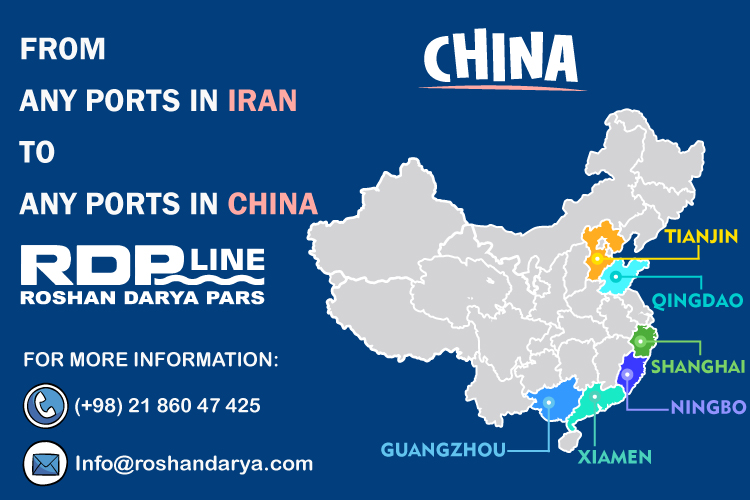 FROM
ANY PORTS IN IRAN
TO
ANY PORTS IN CHINA
RDP LINE
ROSHAN DARYA PARS
FOR MORE INFORMATION:
(+98) 21 860 47 425
Info@roshandarya.com
CHINA
TIANJIN
QINGDAO
SHANGHAI
NINGBO
GUANGZHOU
XIAMEN